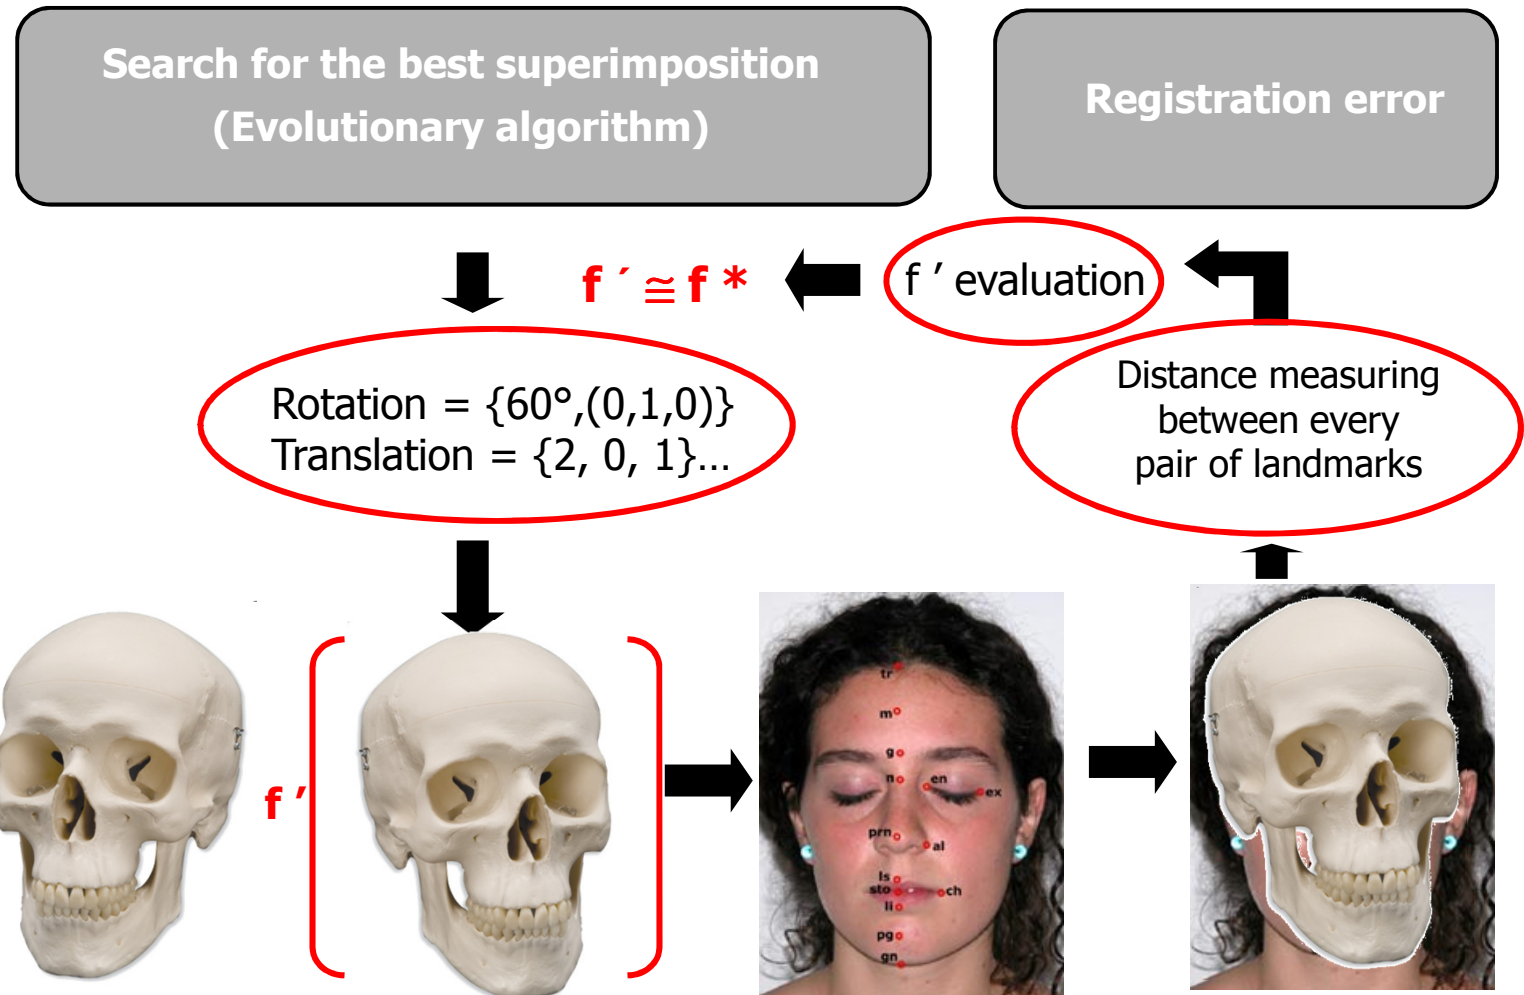 Search for the best superimposition
(Evolutionary algorithm)
Registration error
f ´ ≅ f *
f ’ evaluation
Rotation = {60°,(0,1,0)}
Translation = {2, 0, 1}…
Distance measuring
between every
pair of landmarks
f ’
tr
m
g
n
en
ex
prn
al
ls
sto
ch
li
pg
gn